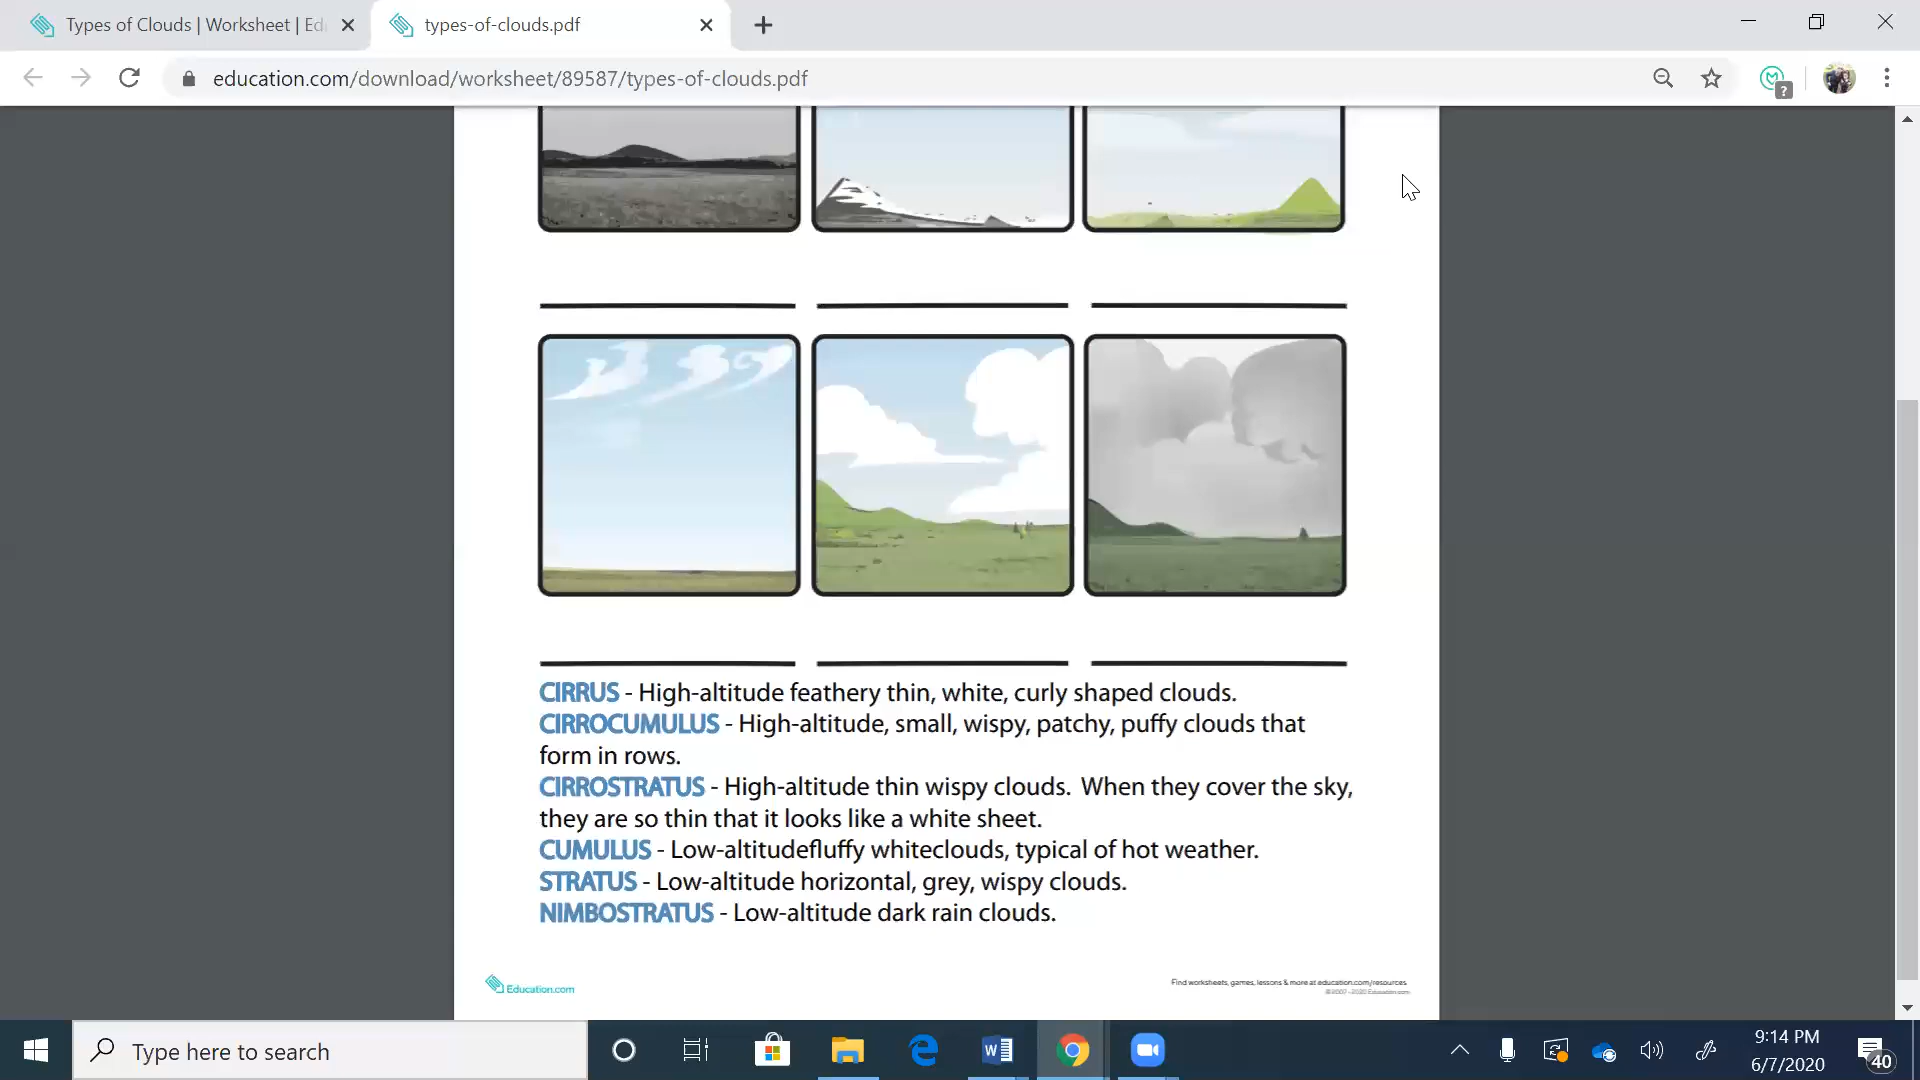 Types of Clouds | Worksheet | Ed
types-of-clouds.pdf
education.com/download/worksheet/89587/types-of-clouds.pdf
?
CIRRUS - High-altitude feathery thin, white, curly shaped clouds.
CIRROCUMULUS - High-altitude, small, wispy, patchy, puffy clouds that
form in rows.
CIRROSTRATUS - High-altitude thin wispy clouds. When they cover the sky,
they are so thin that it looks like a white sheet.
CUMULUS - Low-altitudefluffy whiteclouds, typical of hot weather.
STRATUS - Low-altitude horizontal, grey, wispy clouds.
NIMBOSTRATUS - Low-altitude dark rain clouds.
Education.com
Find worksheets, games, lessons & more at education.com/resources
© 2007 - 2020 Education.com
Type here to search
9:14 PM
6/7/2020
40